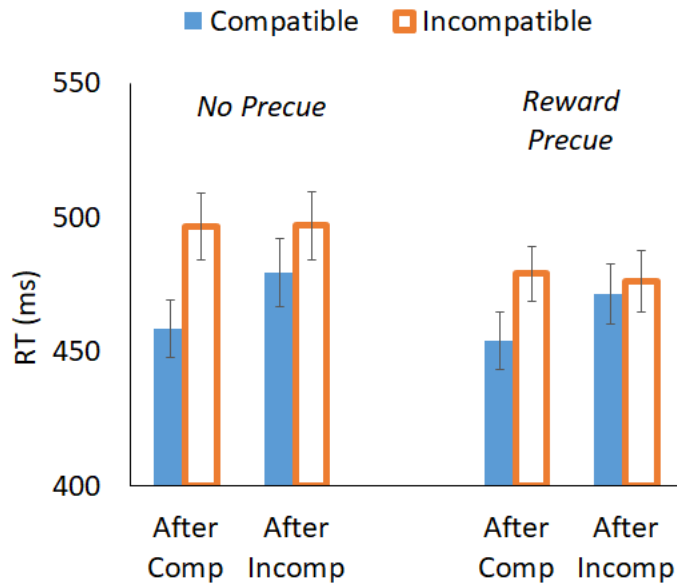 Compatible Incompatible
550
No Precue
Reward
Precue
500
450
400
RT (ms)
After After After After
Comp Incomp Comp Incomp